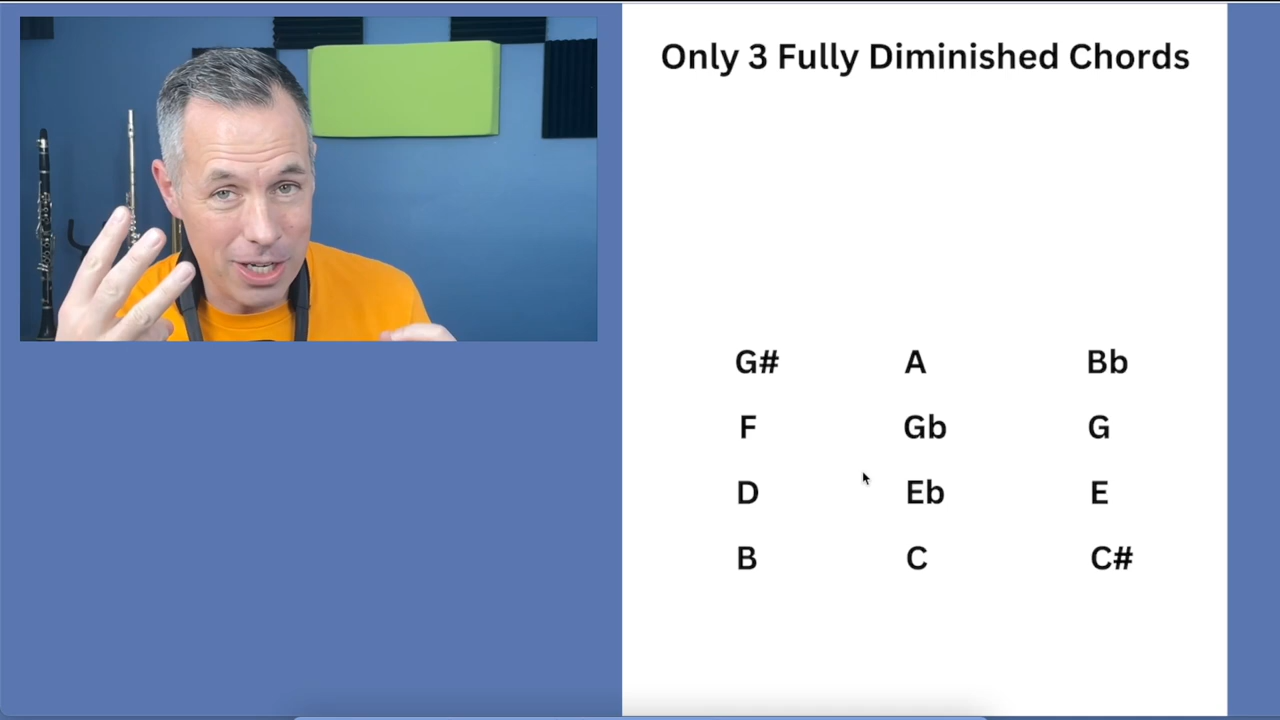 Only 3 Fully Diminished Chords
G# A Bb
F Gb G
D Eb E
B C C#